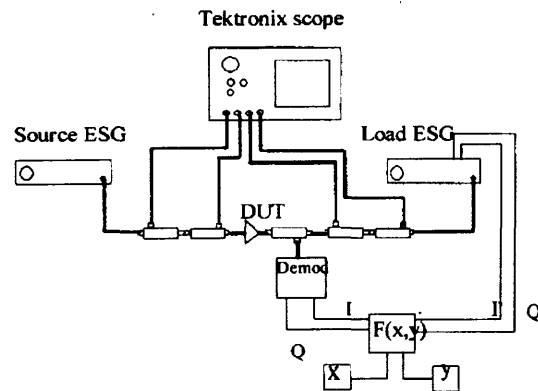 Tektronix scope
Source ESG
Load ESG
DUT
Demod
I
I'
Q
F(x,y)
Q
X
y